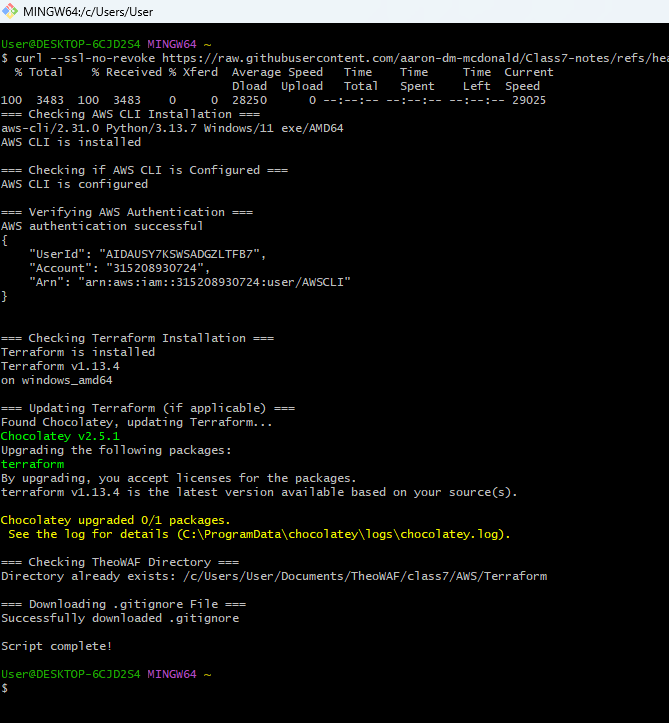 MINGW64:/c/Users/User
User@DESKTOP-6CJD2S4 MINGW64 ~
$ curl --ssl-no-revoke https://raw.githubusercontent.com/aaron-dm-mcdonald/Class7-notes/refs/hea
% Total % Received % Xferd Average Speed Time Time Time Current
Dload Upload Total Spent Left Speed
100 3483 100 3483 0 0 28250 0 --:--:-- --:--:-- --:--:-- 29025
=== Checking AWS CLI Installation ===
aws-cli/2.31.0 Python/3.13.7 Windows/11 exe/AMD64
AWS CLI is installed
=== Checking if AWS CLI is Configured ===
AWS CLI is configured
=== Verifying AWS Authentication ===
AWS authentication successful
{
"UserId": "AIDAUSY7KSWSADGZLTFB7",
"Account": "315208930724",
"Arn": "arn:aws:iam::315208930724:user/AWSCLI"
}
=== Checking Terraform Installation ===
Terraform is installed
Terraform v1.13.4
on windows_amd64
=== Updating Terraform (if applicable) ===
Found Chocolatey, updating Terraform...
Chocolatey v2.5.1
Upgrading the following packages:
terraform
By upgrading, you accept licenses for the packages.
terraform v1.13.4 is the latest version available based on your source(s).
Chocolatey upgraded 0/1 packages.
See the log for details (C:\ProgramData\chocolatey\logs\chocolatey.log).
=== Checking TheoWAF Directory ===
Directory already exists: /c/Users/User/Documents/TheoWAF/class7/AWS/Terraform
=== Downloading .gitignore File ===
Successfully downloaded .gitignore
Script complete!
User@DESKTOP-6CJD2S4 MINGW64 ~
$